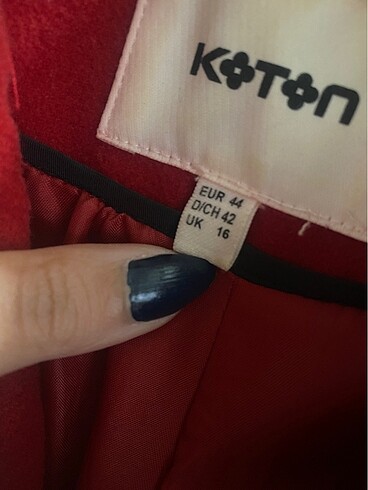 KOTON
EUR 44
D/CH 42
UK 16